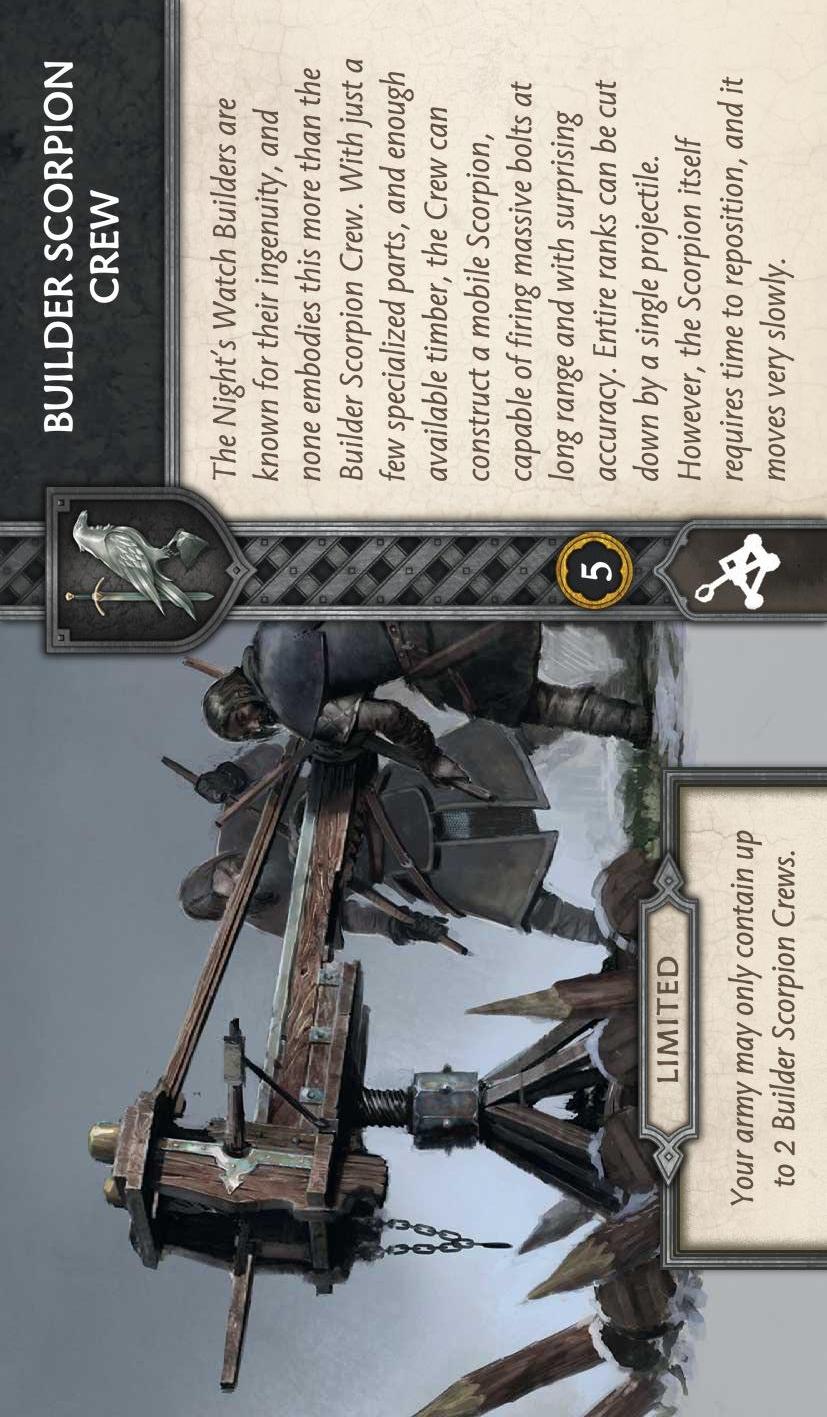 BUILDER SCORPION
CREW
The Night's Watch Builders are
known for their ingenuity, and
none embodies this more than the
Builder Scorpion Crew. With just a
few specialized parts, and enough
available timber, the Crew can
construct a mobile Scorpion,
capable of firing massive bolts at
long range and with surprising
accuracy. Entire ranks can be cut
down by a single projectile.
However, the Scorpion itself
requires time to reposition, and it
moves very slowly.
5
LIMITED
Your army may only contain up
to 2 Builder Scorpion Crews.